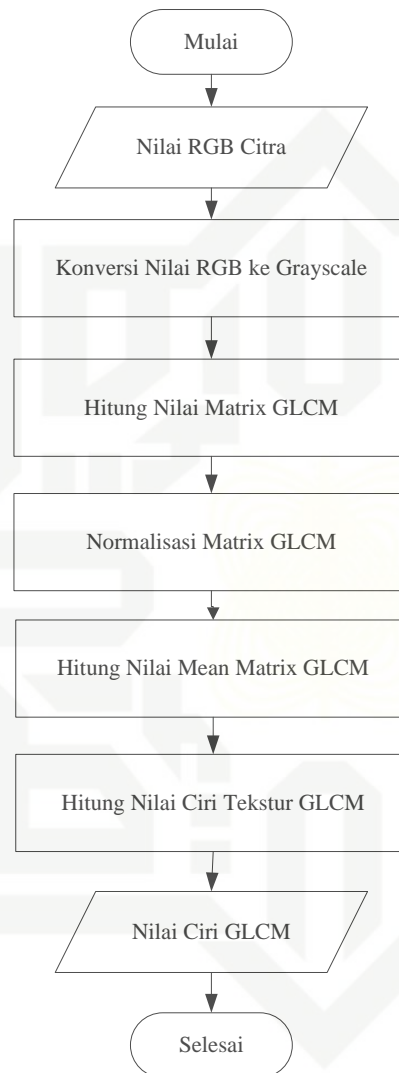 Mulai
Nilai RGB Citra
Konversi Nilai RGB ke Grayscale
Hitung Nilai Matrix GLCM
Normalisasi Matrix GLCM
Hitung Nilai Mean Matrix GLCM
Hitung Nilai Ciri Tekstur GLCM
Nilai Ciri GLCM
Selesai